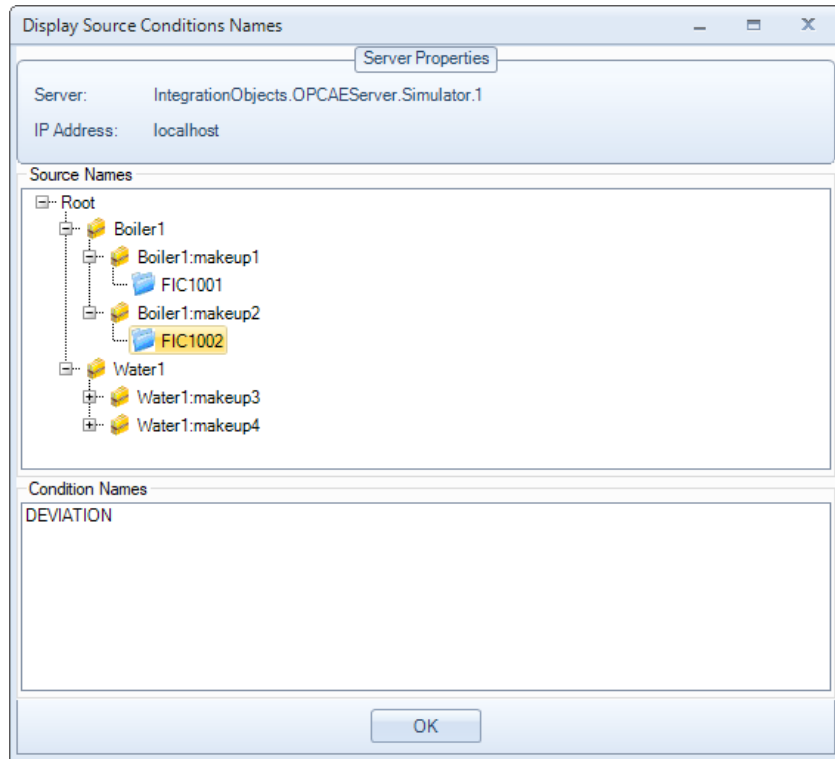 Display Source Conditions Names
Server Properties
Server: IntegrationObjects.OPCAEServer.Simulator.1
IP Address: localhost
Source Names
Root
Boiler1
Boiler1:makeup1
FIC1001
Boiler1:makeup2
FIC1002
Water1
Water1:makeup3
Water1:makeup4
Condition Names
DEVIATION
OK